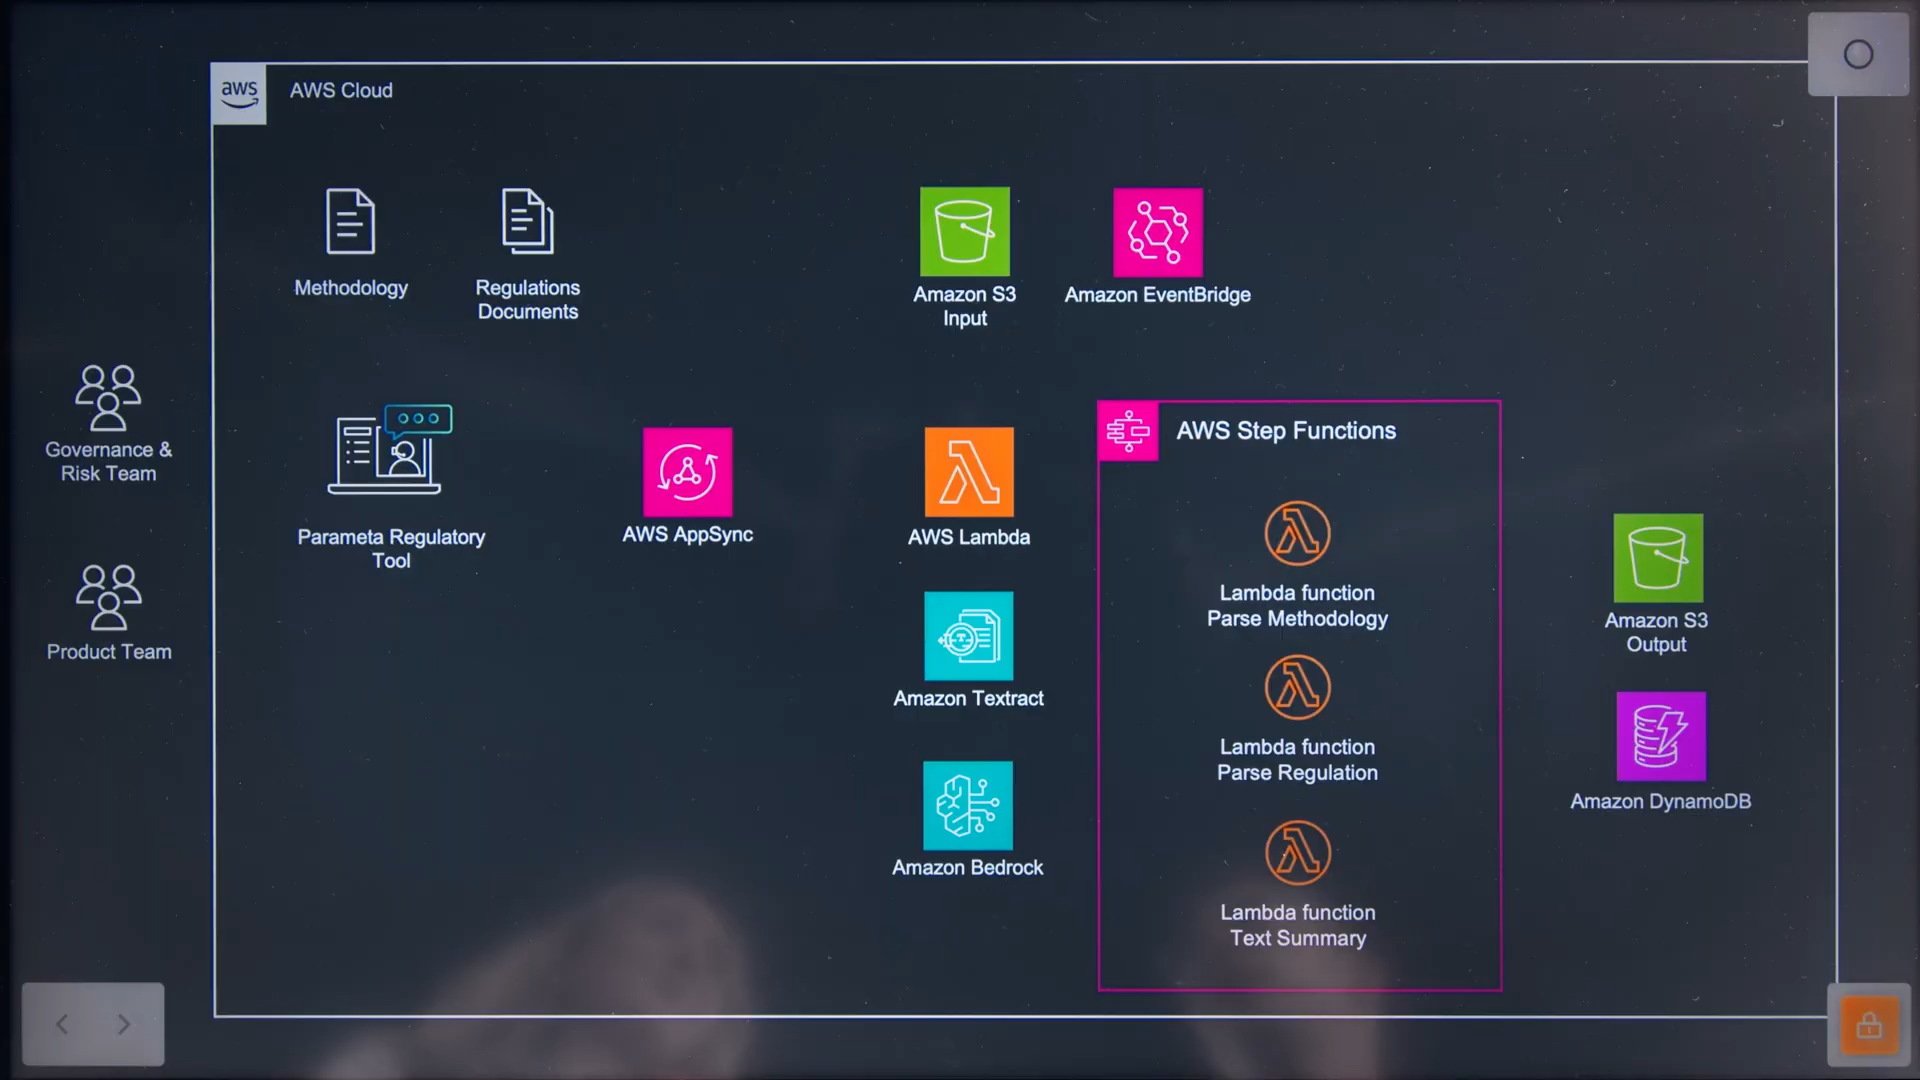 aws
AWS Cloud
Methodology
Regulations
Documents
Amazon S3
Input
Amazon EventBridge
Governance &
Risk Team
Parameta Regulatory
Tool
AWS AppSync
AWS Lambda
AWS Step Functions
Lambda function
Parse Methodology
Amazon S3
Output
Product Team
Amazon Textract
Lambda function
Parse Regulation
Amazon DynamoDB
Amazon Bedrock
Lambda function
Text Summary